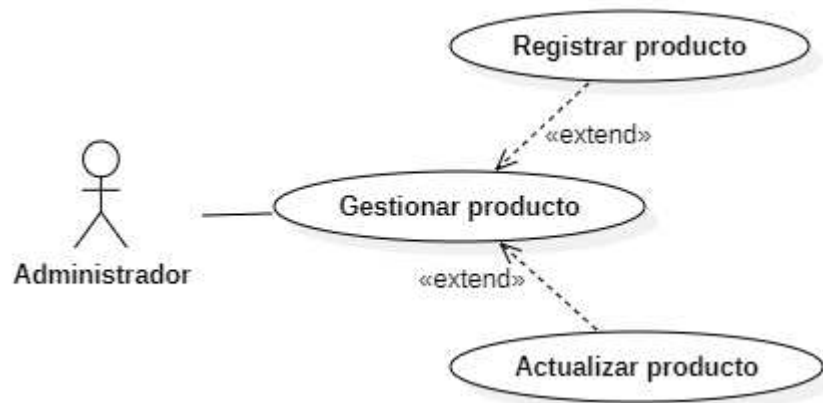 Registrar producto
«extend»
Gestionar producto
Administrador
«extend»
Actualizar producto